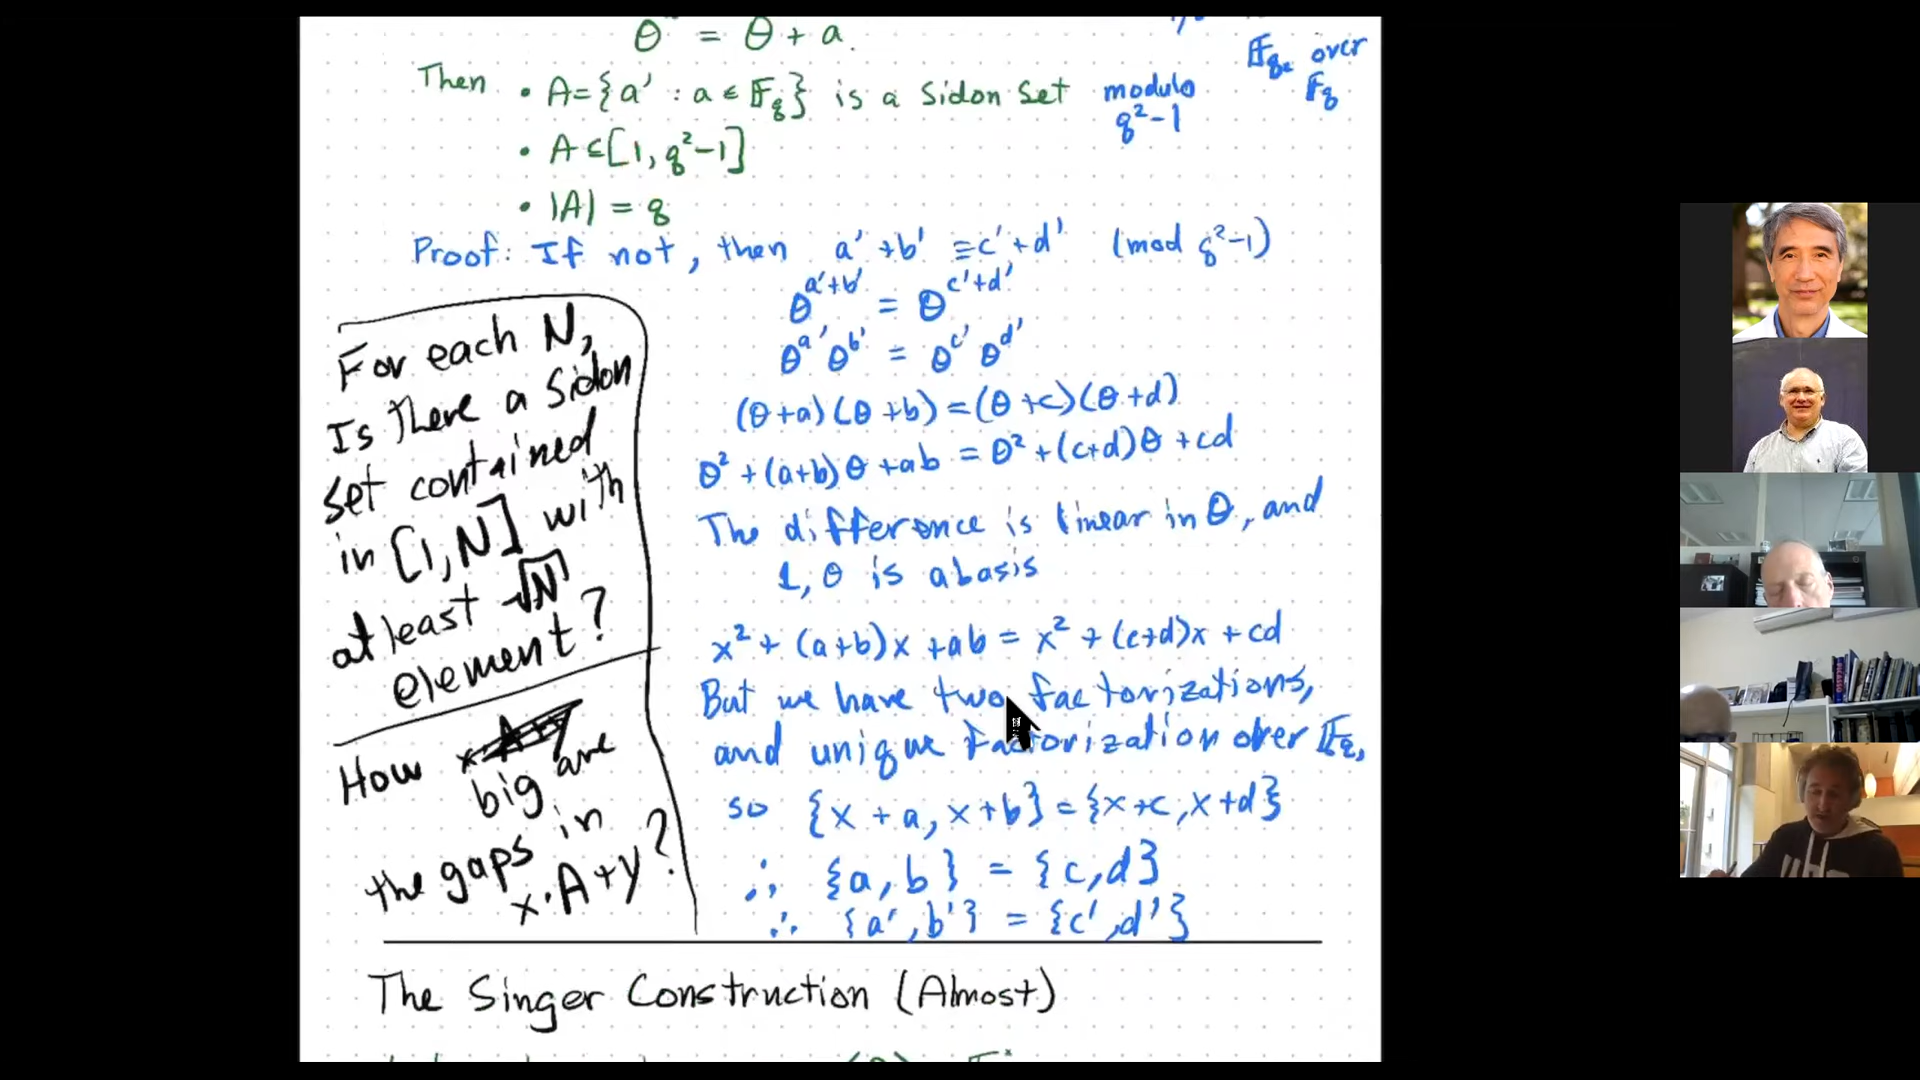 θ = θ + a.
Then • A={a' : a ∈ 𝔽_q} is a Sidon Set modulo q²-1
𝔽_q² over 𝔽_q
• A ⊆ [1, q²-1]
• |A| = q
Proof: If not, then a' + b' ≡ c' + d' (mod q²-1)
θ^(a'+b') = θ^(c'+d')
θ^a' θ^b' = θ^c' θ^d'
(θ+a)(θ+b) = (θ+c)(θ+d)
θ² + (a+b)θ + ab = θ² + (c+d)θ + cd
The difference is linear in θ, and
1, θ is a basis
x² + (a+b)x + ab = x² + (c+d)x + cd
But we have two factorizations,
and unique factorization over 𝔽_q,
so {x + a, x + b} = {x+c, x+d}
∴ {a, b} = {c, d}
∴ {a', b'} = {c', d'}
For each N,
Is There a Sidon
set contained
in [1, N] with
at least √N
element?
How big are
the gaps in
x·A+y?
The Singer Construction (Almost)